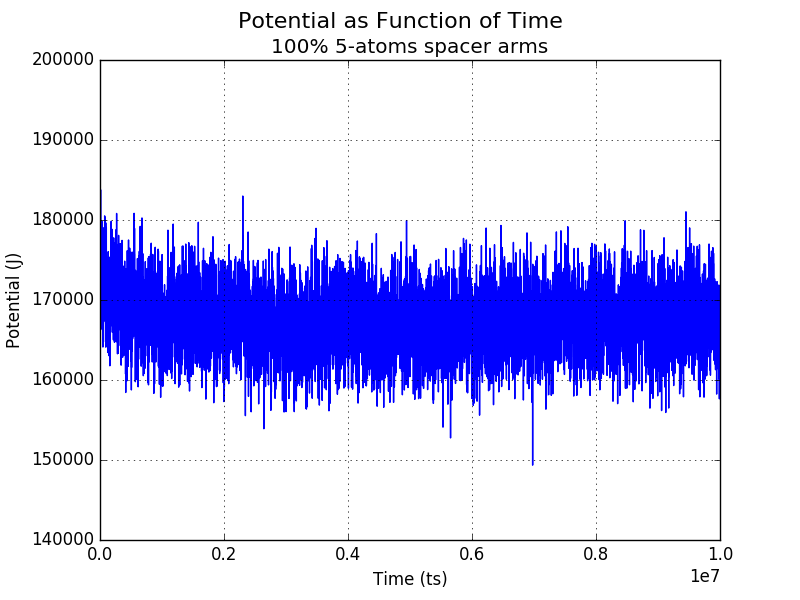 Potential as Function of Time
100% 5-atoms spacer arms
200000
190000
180000
170000
160000
150000
140000
Potential (J)
0.0 0.2 0.4 0.6 0.8 1.0
1e7
Time (ts)